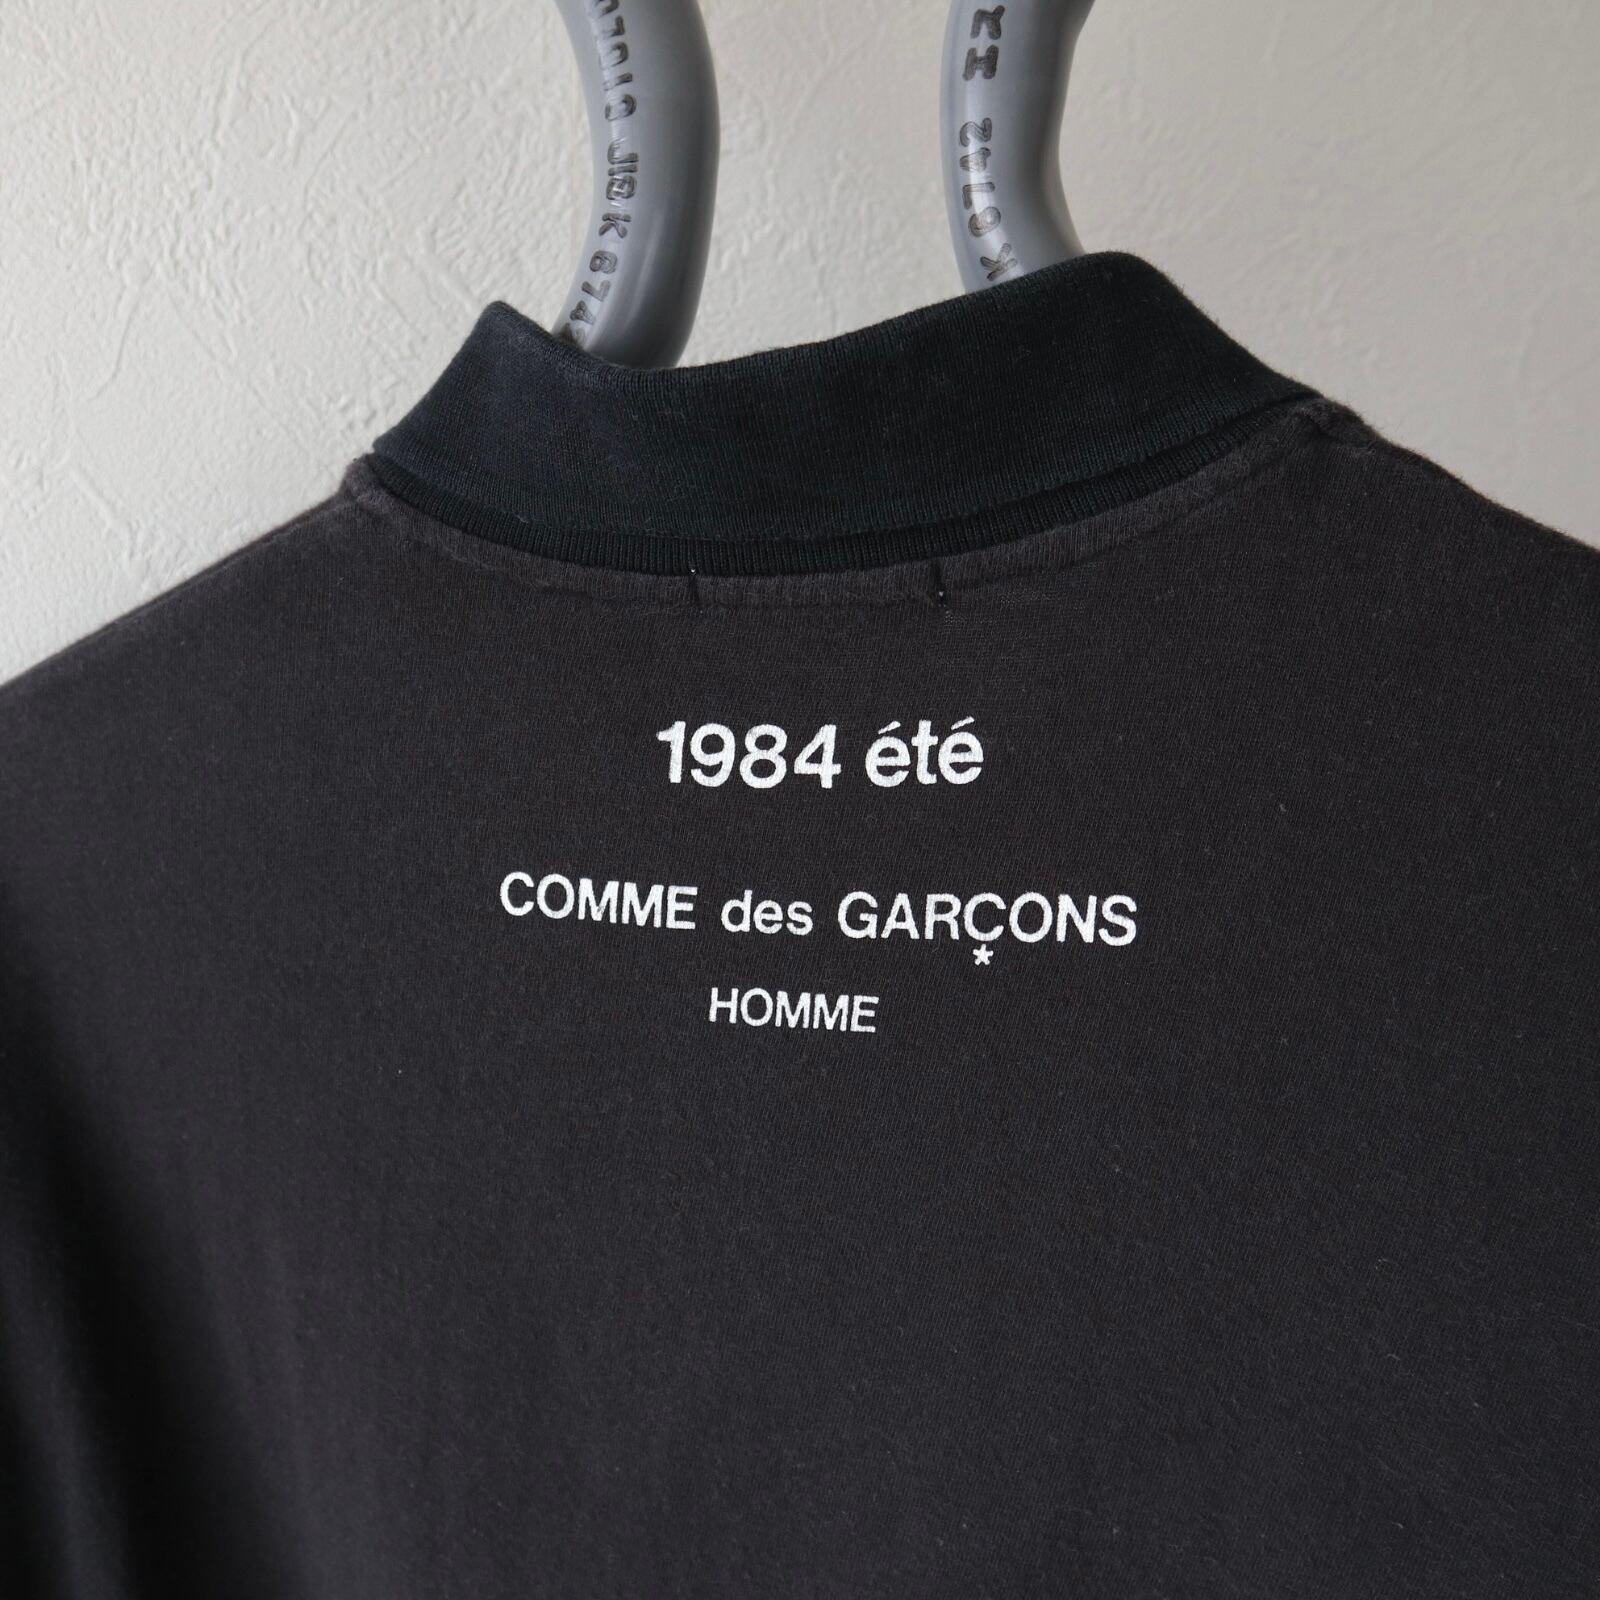 1984 été
COMME des GARÇONS
*
HOMME